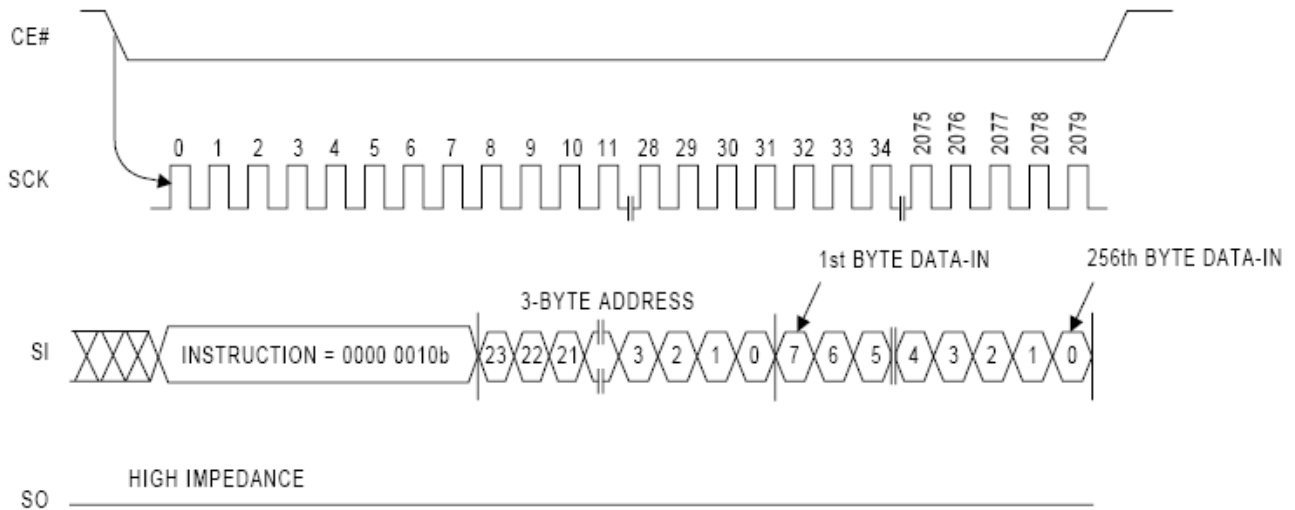 CE#
2075 2076 2077 2078 2079
0 1 2 3 4 5 6 7 8 9 10 11 28 29 30 31 32 33 34
SCK
1st BYTE DATA-IN 256th BYTE DATA-IN
3-BYTE ADDRESS
SI INSTRUCTION = 0000 0010b 23 22 21 3 2 1 0 7 6 5 4 3 2 1 0
HIGH IMPEDANCE
SO